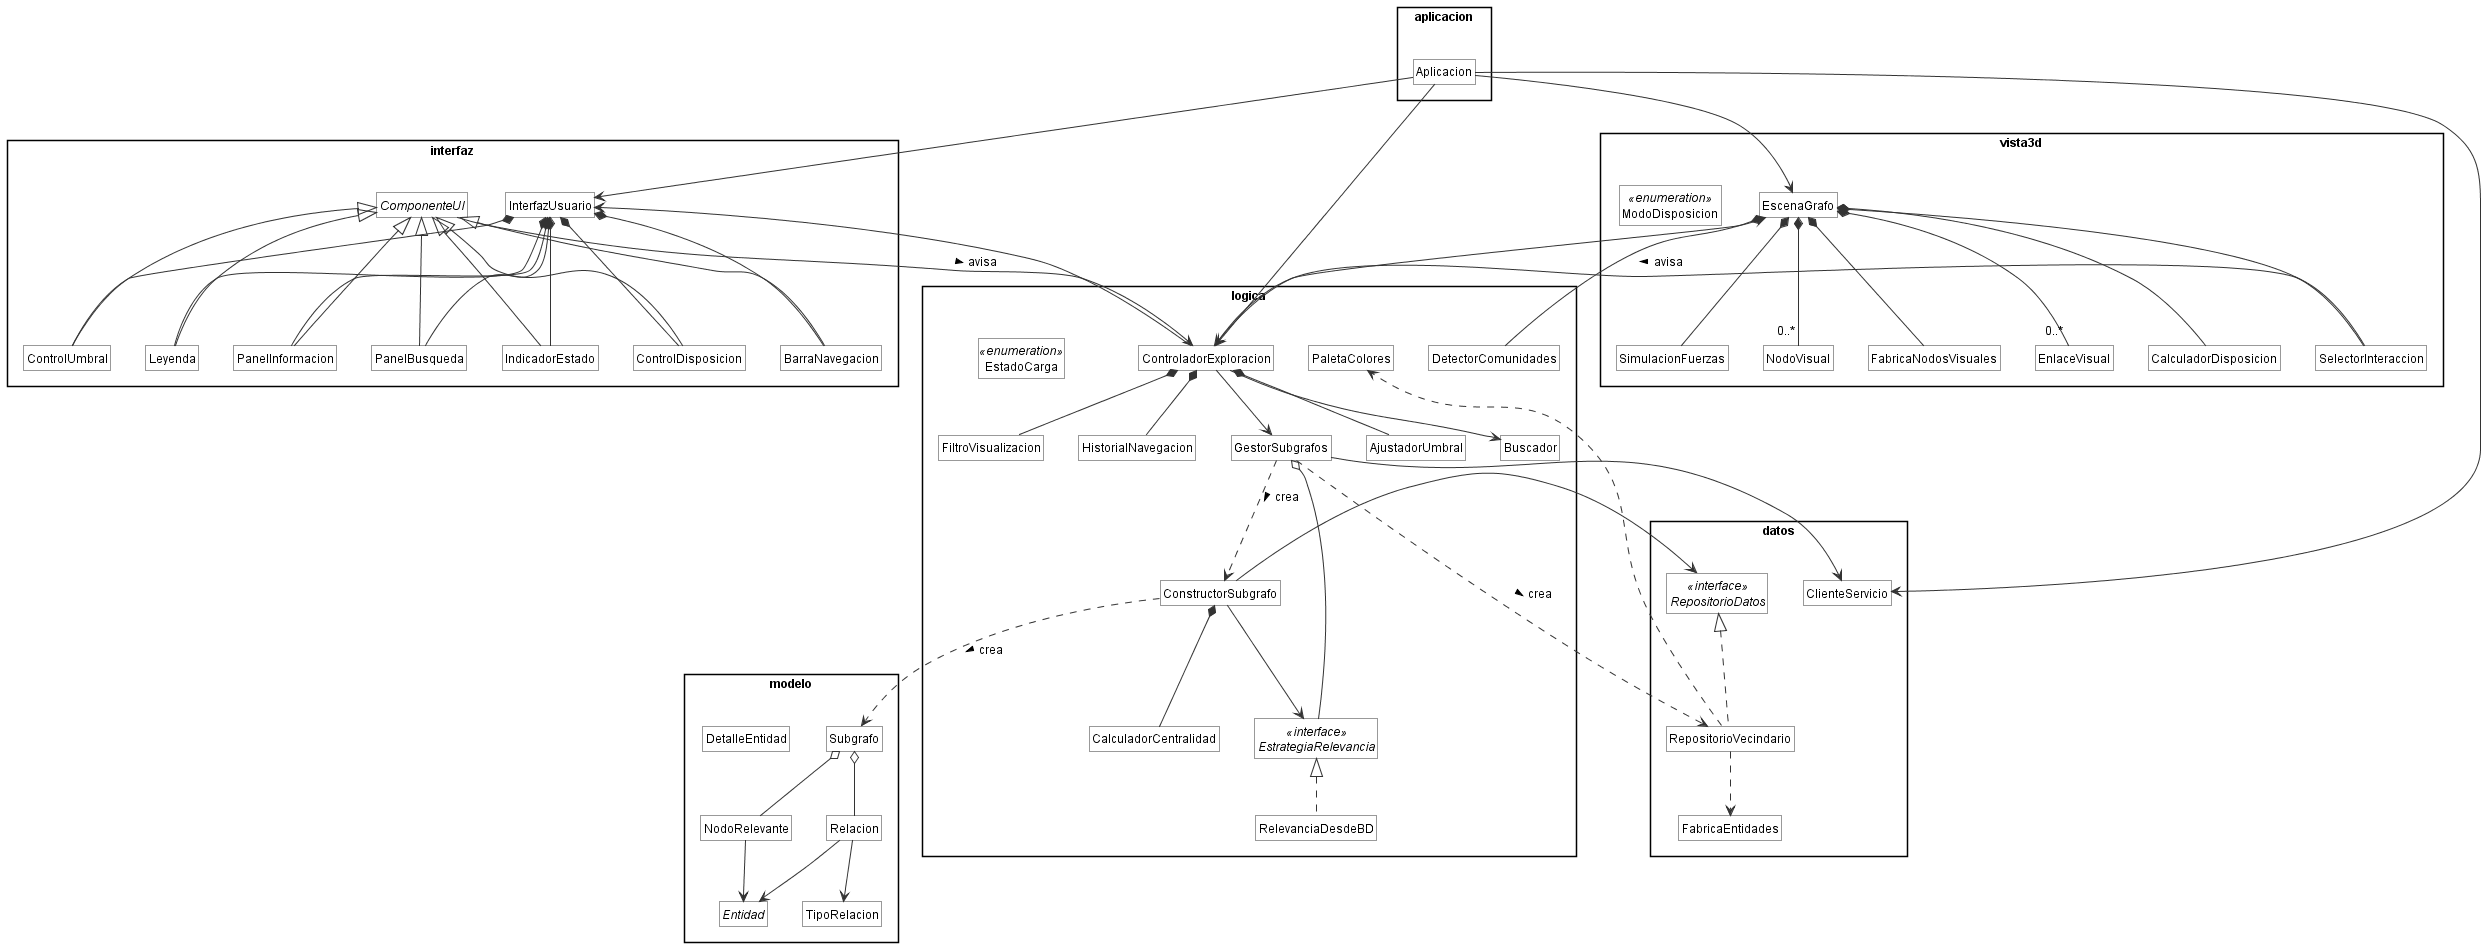 aplicacion
Aplicacion
interfaz
ComponenteUI
InterfazUsuario
avisa
ControlUmbral
Leyenda
PanelInformacion
PanelBusqueda
IndicadorEstado
ControlDisposicion
BarraNavegacion
vista3d
«enumeration»
ModoDisposicion
EscenaGrafo
avisa
0..*
0..*
SimulacionFuerzas
NodoVisual
FabricaNodosVisuales
EnlaceVisual
CalculadorDisposicion
SelectorInteraccion
logica
«enumeration»
EstadoCarga
ControladorExploracion
PaletaColores
DetectorComunidades
FiltroVisualizacion
HistorialNavegacion
GestorSubgrafos
AjustadorUmbral
Buscador
crea
ConstructorSubgrafo
crea
crea
CalculadorCentralidad
«interface»
EstrategiaRelevancia
RelevanciaDesdeBD
datos
«interface»
RepositorioDatos
ClienteServicio
RepositorioVecindario
FabricaEntidades
modelo
DetalleEntidad
Subgrafo
NodoRelevante
Relacion
Entidad
TipoRelacion